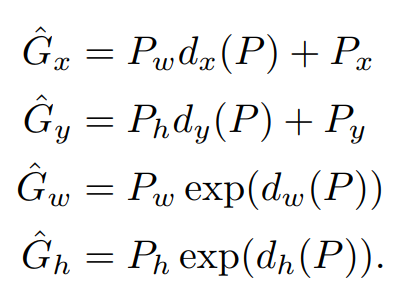 Ĝ_x = P_w d_x(P) + P_x
Ĝ_y = P_h d_y(P) + P_y
Ĝ_w = P_w exp(d_w(P))
Ĝ_h = P_h exp(d_h(P)).